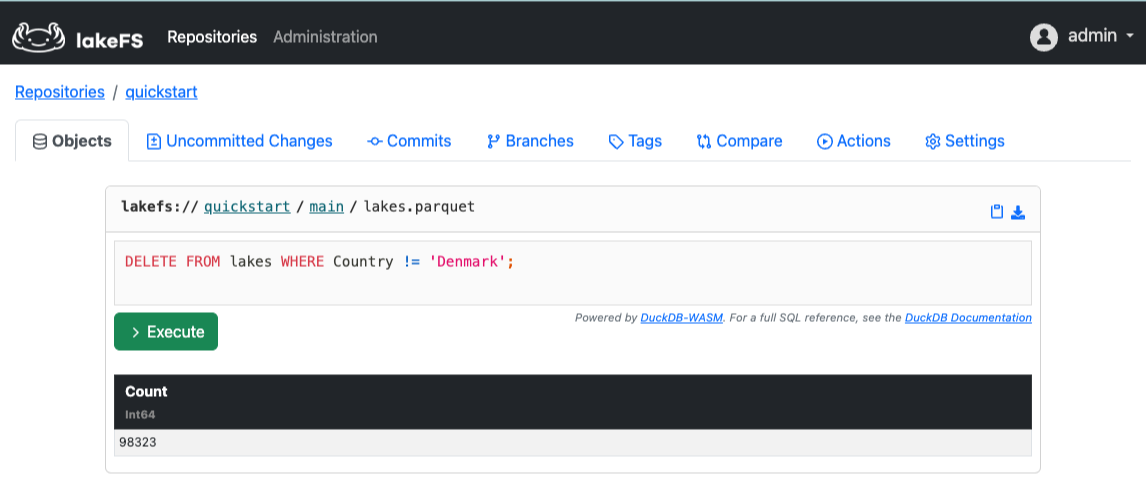 lakeFS Repositories Administration admin
Repositories / quickstart
Objects Uncommitted Changes Commits Branches Tags Compare Actions Settings
lakefs:// quickstart / main / lakes.parquet
DELETE FROM lakes WHERE Country != 'Denmark';
Powered by DuckDB-WASM. For a full SQL reference, see the DuckDB Documentation
> Execute
Count
Int64
98323